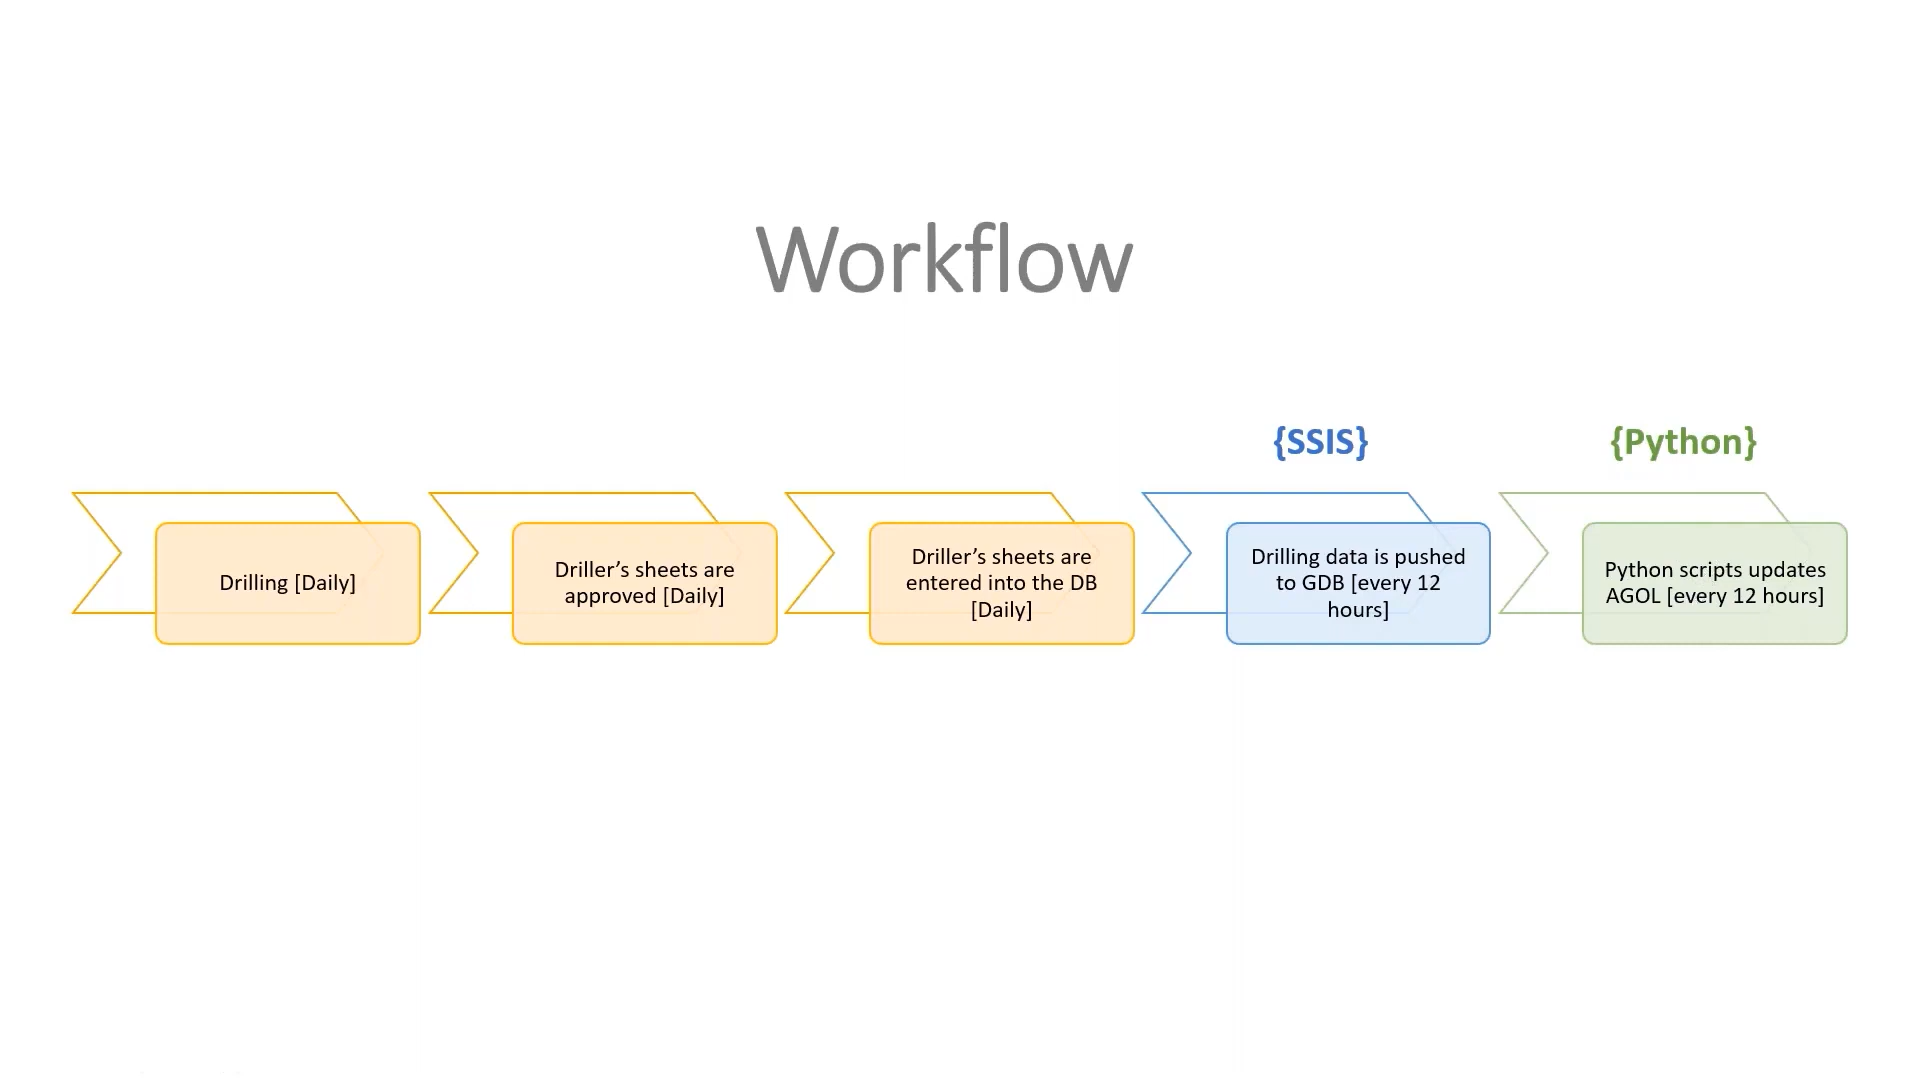 Workflow
{SSIS}
{Python}
Drilling [Daily]
Driller’s sheets are
approved [Daily]
Driller’s sheets are
entered into the DB
[Daily]
Drilling data is pushed
to GDB [every 12
hours]
Python scripts updates
AGOL [every 12 hours]